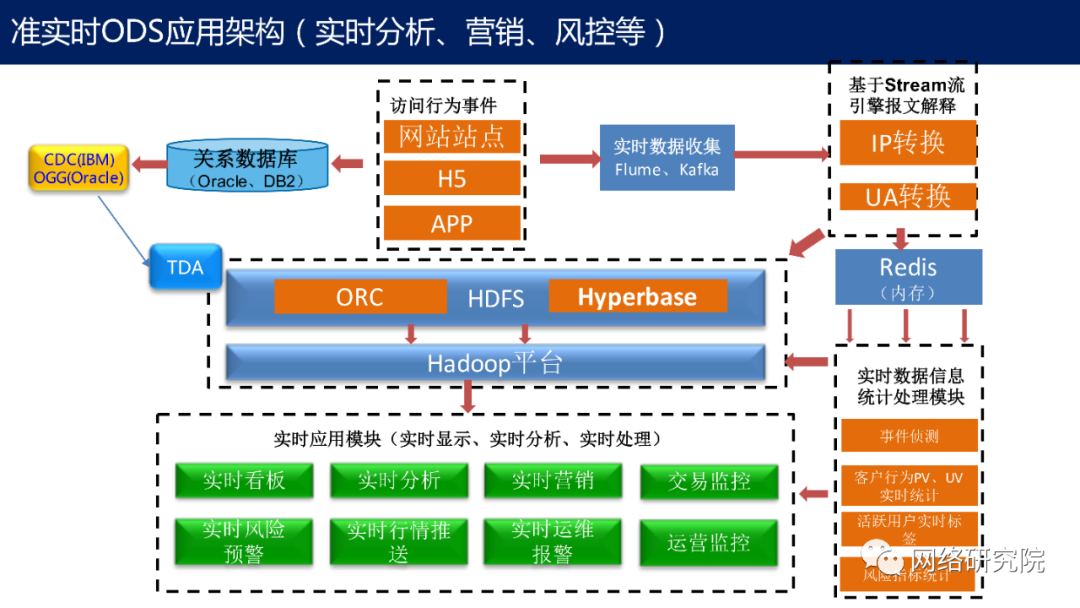 准实时ODS应用架构（实时分析、营销、风控等）
访问行为事件
网站站点
H5
APP
CDC(IBM)
OGG(Oracle)
关系数据库
（Oracle、DB2）
实时数据收集
Flume、Kafka
基于Stream流
引擎报文解释
IP转换
UA转换
TDA
ORC
HDFS
Hyperbase
Hadoop平台
Redis
（内存）
实时数据信息
统计处理模块
事件侦测
客户行为PV、UV
实时统计
活跃用户实时标
签
风险指标统计
实时应用模块（实时显示、实时分析、实时处理）
实时看板
实时分析
实时营销
交易监控
实时风险
预警
实时行情推
送
实时运维
报警
运营监控
网络研究院